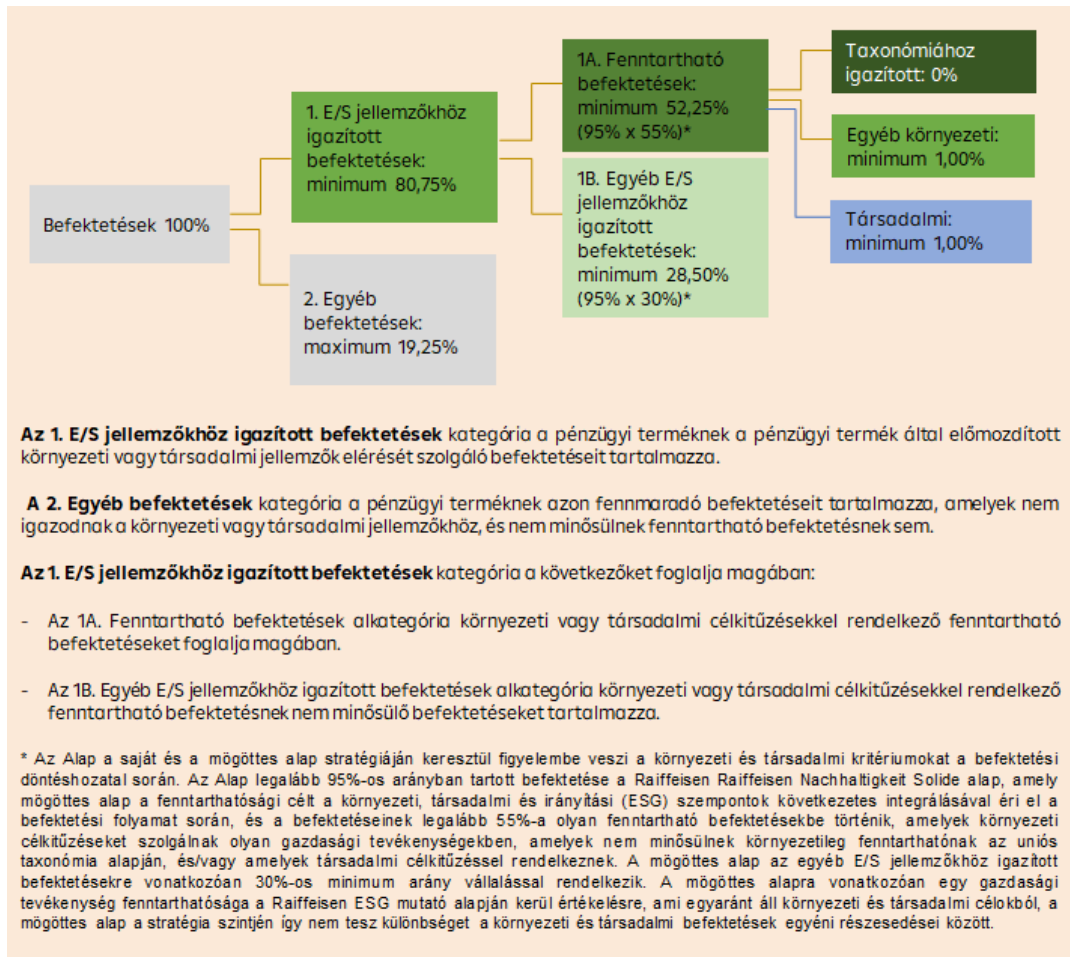 Befektetések 100%
1. E/S jellemzőkhöz
igazított
befektetések:
minimum 80,75%
2. Egyéb
befektetések:
maximum 19,25%
1A. Fenntartható
befektetések:
minimum 52,25%
(95% x 55%)*
1B. Egyéb E/S
jellemzőkhöz
igazított
befektetések:
minimum 28,50%
(95% x 30%)*
Taxonómiához
igazított: 0%
Egyéb környezeti:
minimum 1,00%
Társadalmi:
minimum 1,00%
Az 1. E/S jellemzőkhöz igazított befektetések kategória a pénzügyi terméknek a pénzügyi termék által előmozdított
környezeti vagy társadalmi jellemzők elérését szolgáló befektetéseit tartalmazza.
A 2. Egyéb befektetések kategória a pénzügyi terméknek azon fennmaradó befektetéseit tartalmazza, amelyek nem
igazodnak a környezeti vagy társadalmi jellemzőkhöz, és nem minősülnek fenntartható befektetésnek sem.
Az 1. E/S jellemzőkhöz igazított befektetések kategória a következőket foglalja magában:
- Az 1A. Fenntartható befektetések alkategória környezeti vagy társadalmi célkitűzésekkel rendelkező fenntartható
befektetéseket foglalja magában.
- Az 1B. Egyéb E/S jellemzőkhöz igazított befektetések alkategória környezeti vagy társadalmi célkitűzésekkel rendelkező
fenntartható befektetésnek nem minősülő befektetéseket tartalmazza.
* Az Alap a saját és a mögöttes alap stratégiáján keresztül figyelembe veszi a környezeti és társadalmi kritériumokat a befektetési
döntéshozatal során. Az Alap legalább 95%-os arányban tartott befektetése a Raiffeisen Raiffeisen Nachhaltigkeit Solide alap, amely
mögöttes alap a fenntarthatósági célt a környezeti, társadalmi és irányítási (ESG) szempontok következetes integrálásával éri el a
befektetési folyamat során, és a befektetéseinek legalább 55%-a olyan fenntartható befektetésekbe történik, amelyek környezeti
célkitűzéseket szolgálnak olyan gazdasági tevékenységekben, amelyek nem minősülnek környezetileg fenntarthatónak az uniós
taxonómia alapján, és/vagy amelyek társadalmi célkitűzéssel rendelkeznek. A mögöttes alap az egyéb E/S jellemzőkhöz igazított
befektetésekre vonatkozóan 30%-os minimum arány vállalással rendelkezik. A mögöttes alapra vonatkozóan egy gazdasági
tevékenység fenntarthatósága a Raiffeisen ESG mutató alapján kerül értékelésre, ami egyaránt áll környezeti és társadalmi célokból, a
mögöttes alap a stratégia szintjén így nem tesz különbséget a környezeti és társadalmi befektetések egyéni részesedései között.